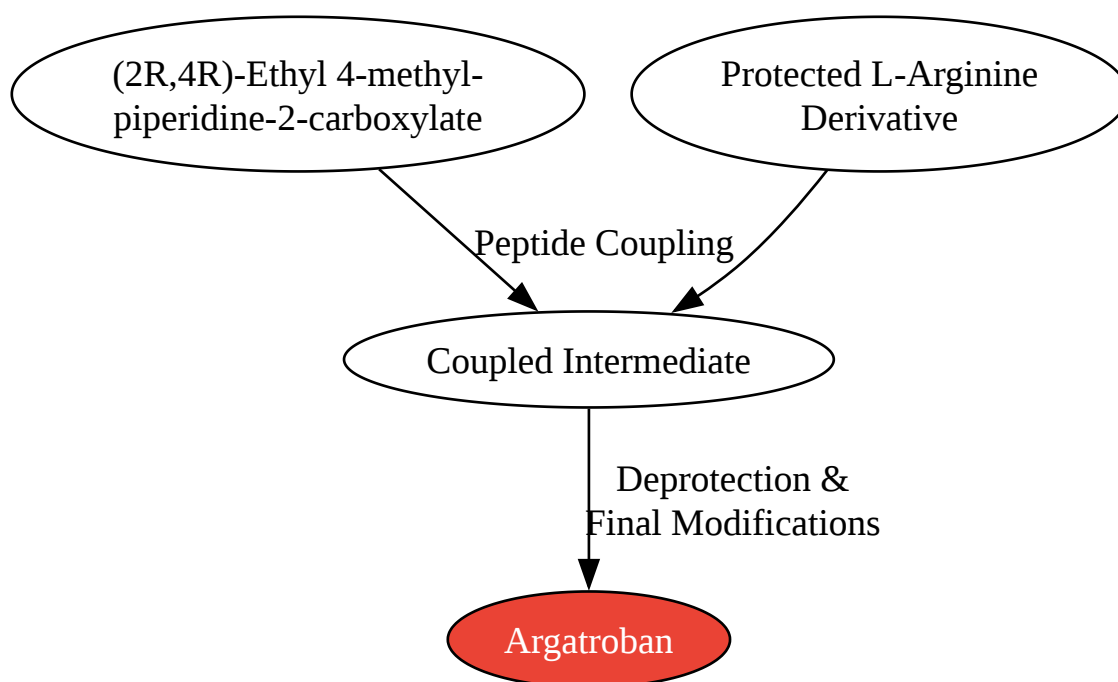 (2R,4R)-Ethyl 4-methyl-
piperidine-2-carboxylate
Protected L-Arginine
Derivative
Peptide Coupling
Coupled Intermediate
Deprotection &
Final Modifications
Argatroban